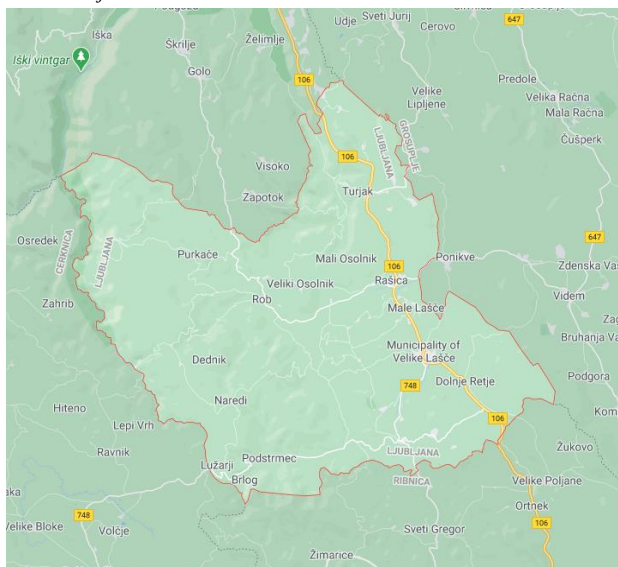 Iška
Udje
Sveti Jurij
Cerovo
647
Iški vintgar
Škrilje
Želimlje
Golo
106
Predole
Velike
Lipljene
Velika Račna
Mala Račna
Čušperk
LJUBLJANA
GROSUPLJE
106
Visoko
Zapotok
Turjak
Osredek
CERKNICA
LJUBLJANA
Purkače
Mali Osolnik
106
Ponikve
647
Zdenska Vas
Veliki Osolnik
Rašica
Rob
Videm
Zahrib
Male Lašče
Bruhanja Va
Municipality of
Velike Lašče
Dednik
748
Dolnje Retje
Podgora
Hiteno
Naredi
Kom
Lepi Vrh
106
Ravnik
Podstrmec
LJUBLJANA
Žukovo
Lužarji
Brlog
RIBNICA
Velike Poljane
Ortnek
aka
748
Velike Bloke
Volčje
Sveti Gregor
106
Žimarice